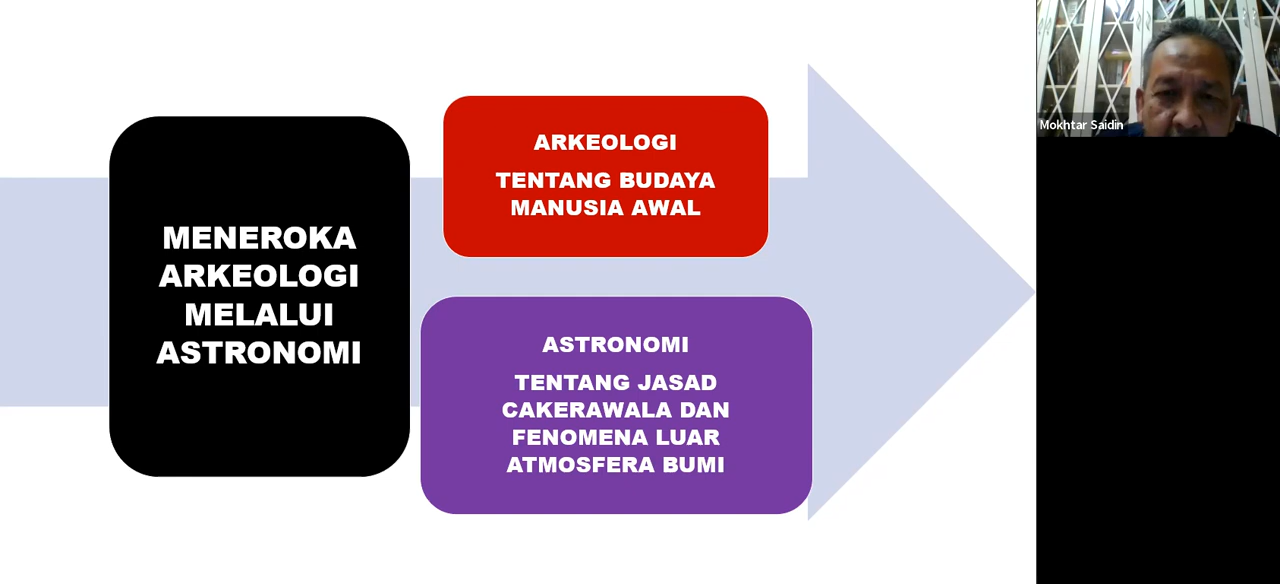 MENEROKA
ARKEOLOGI
MELALUI
ASTRONOMI
ARKEOLOGI
TENTANG BUDAYA
MANUSIA AWAL
ASTRONOMI
TENTANG JASAD
CAKERAWALA DAN
FENOMENA LUAR
ATMOSFERA BUMI
Mokhtar Saidin